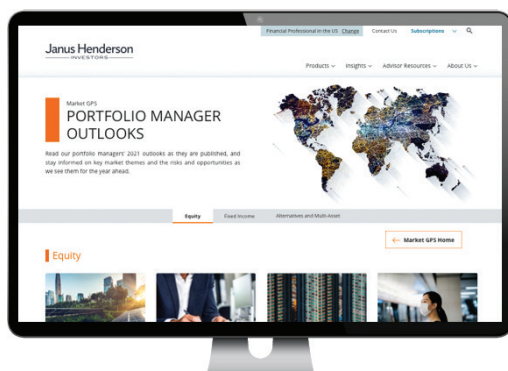 Financial Professional in the US Change Contact Us Subscriptions
Janus Henderson
INVESTORS
Products Insights Advisor Resources About Us
Market GPS
PORTFOLIO MANAGER
OUTLOOKS
Read our portfolio managers' 2021 outlooks as they are published, and
stay informed on key market themes and the risks and opportunities as
we see them for the year ahead.
Equity Fixed Income Alternatives and Multi-Asset
Market GPS Home
Equity